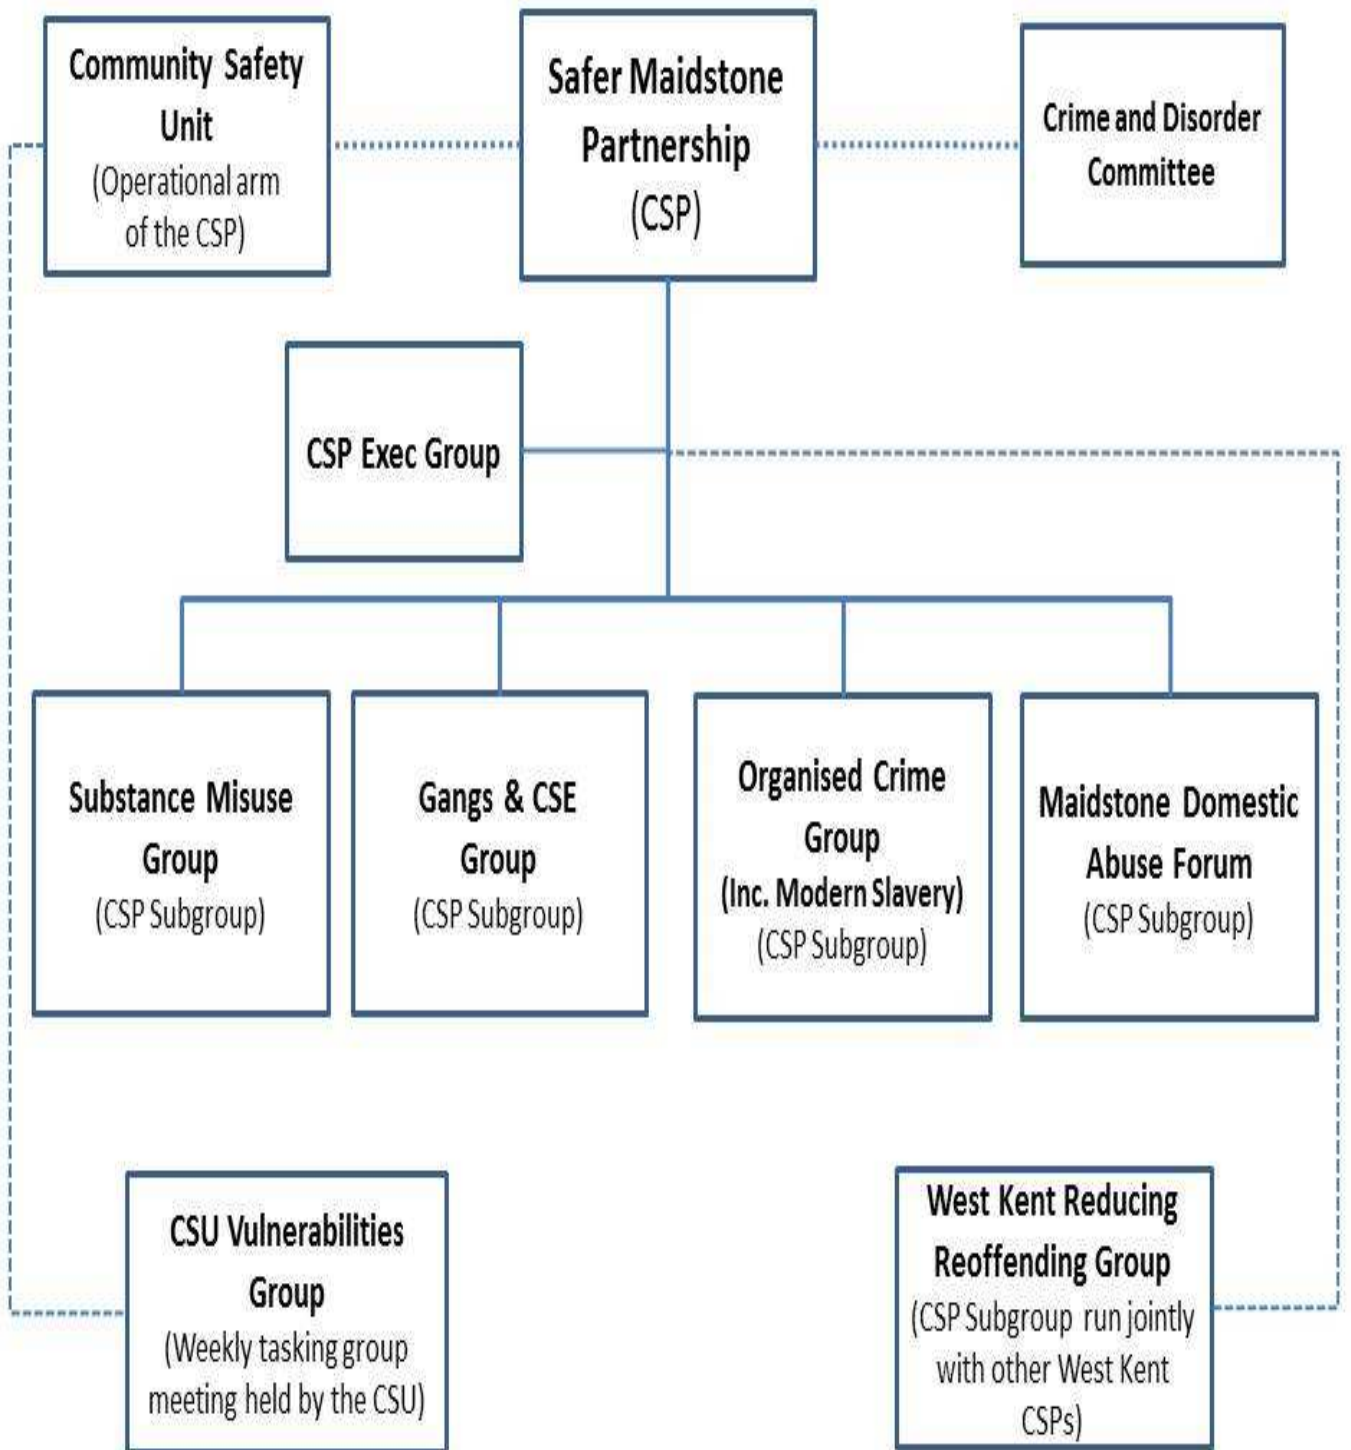 Community Safety
Unit
(Operational arm
of the CSP)
Safer Maidstone
Partnership
(CSP)
Crime and Disorder
Committee
CSP Exec Group
Substance Misuse
Group
(CSP Subgroup)
Gangs & CSE
Group
(CSP Subgroup)
Organised Crime
Group
(Inc. Modern Slavery)
(CSP Subgroup)
Maidstone Domestic
Abuse Forum
(CSP Subgroup)
CSU Vulnerabilities
Group
(Weekly tasking group
meeting held by the CSU)
West Kent Reducing
Reoffending Group
(CSP Subgroup run jointly
with other West Kent
CSPs)